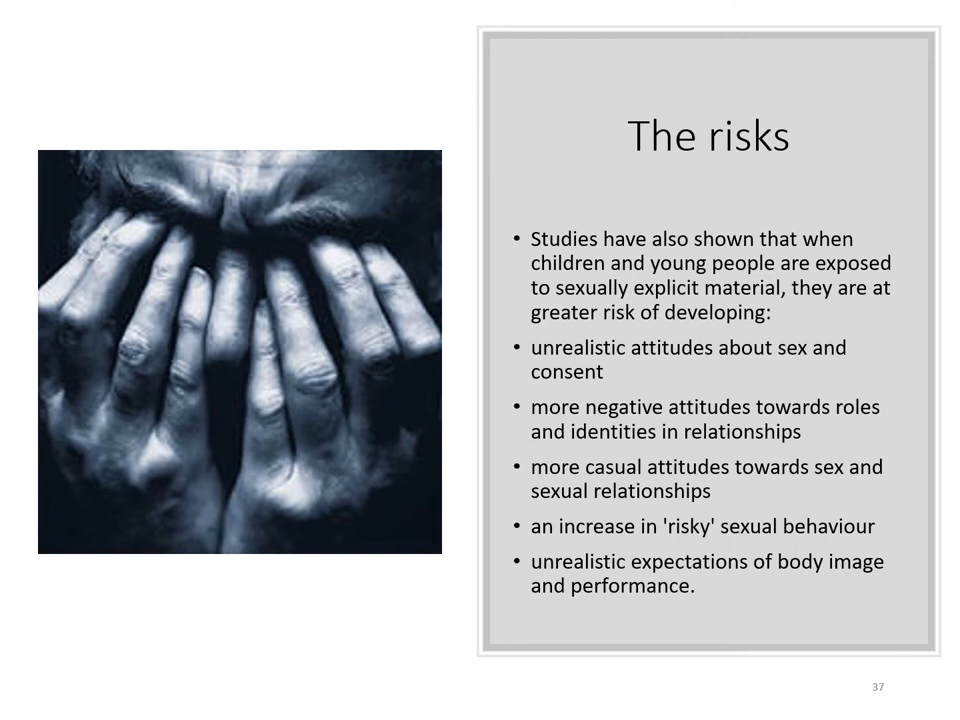 The risks
• Studies have also shown that when
children and young people are exposed
to sexually explicit material, they are at
greater risk of developing:
• unrealistic attitudes about sex and
consent
• more negative attitudes towards roles
and identities in relationships
• more casual attitudes towards sex and
sexual relationships
• an increase in 'risky' sexual behaviour
• unrealistic expectations of body image
and performance.
37